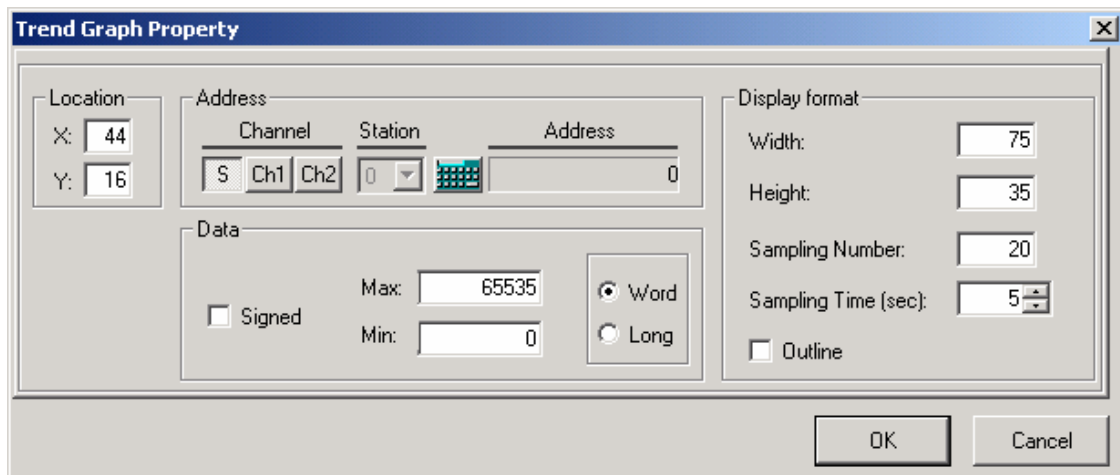 Trend Graph Property
Location
X: 44
Y: 16
Address
Channel Station Address
S Ch1 Ch2 0 0
Data
Signed
Max: 65535
Min: 0
Word
Long
Display format
Width: 75
Height: 35
Sampling Number: 20
Sampling Time (sec): 5
Outline
OK Cancel